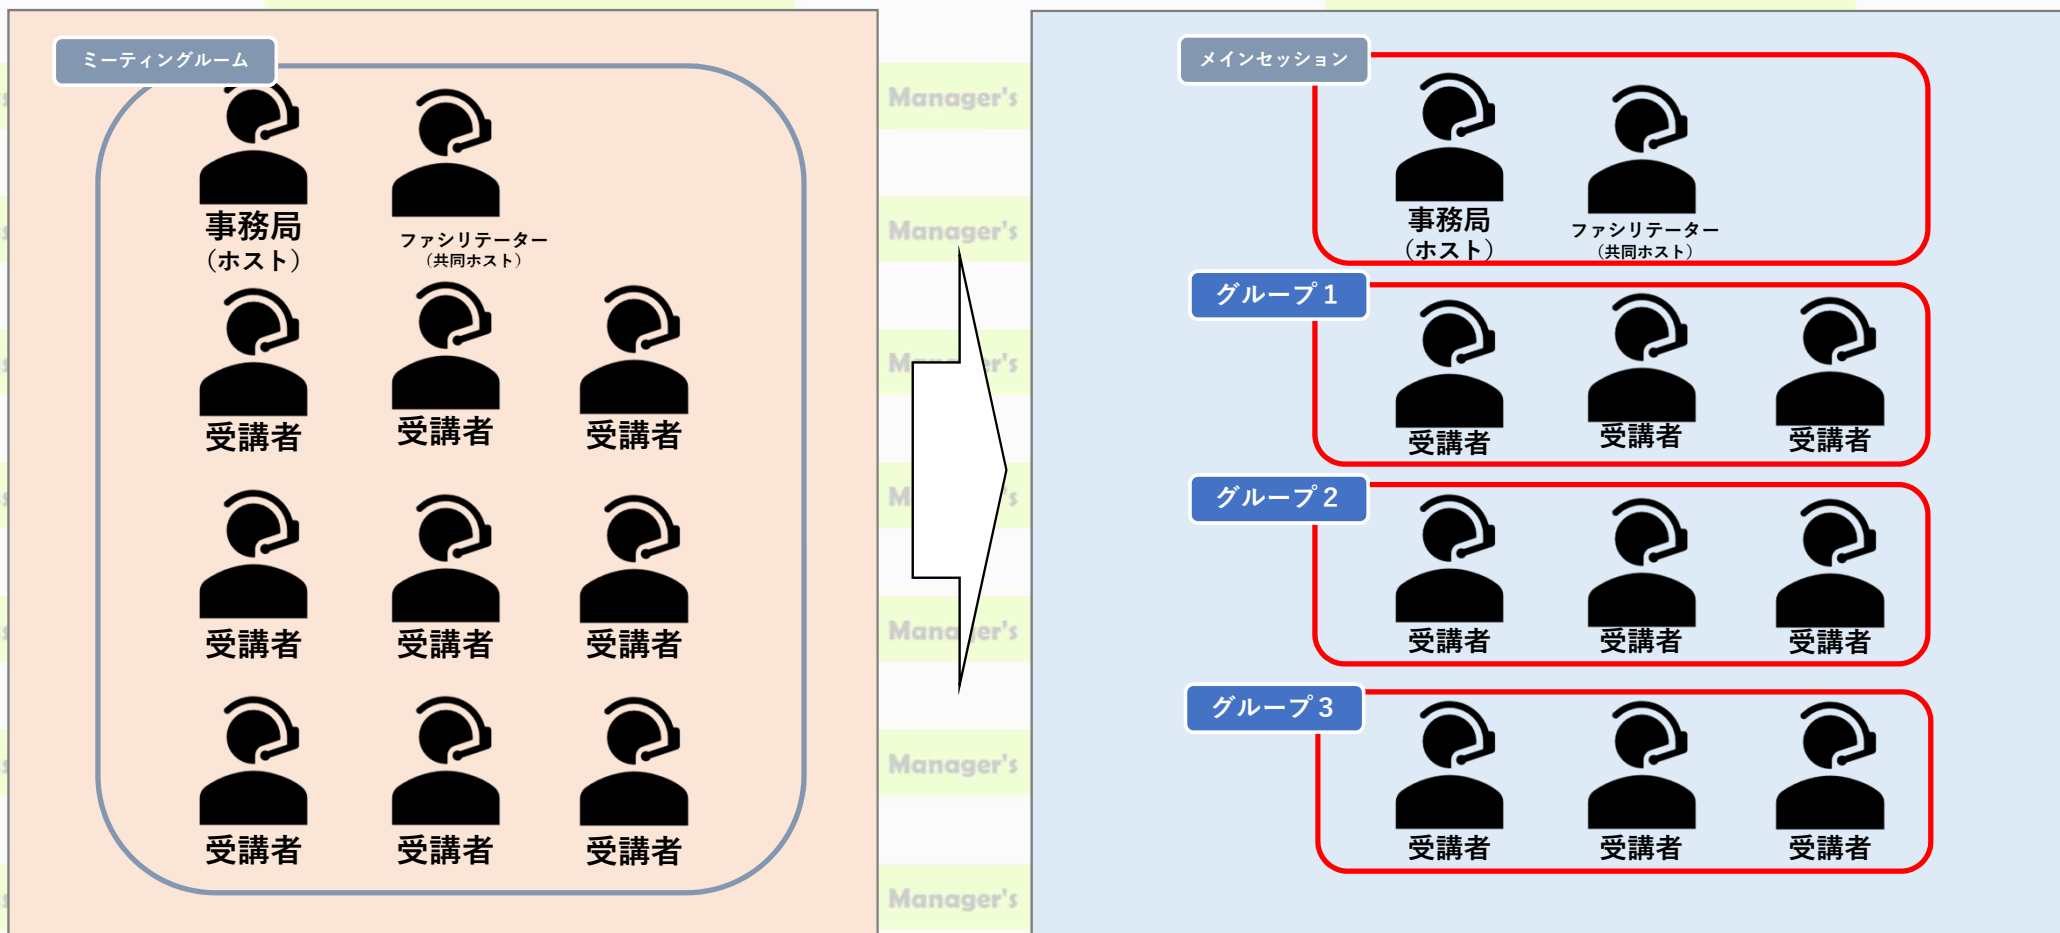 ミーティングルーム
事務局
（ホスト）
ファシリテーター
（共同ホスト）
受講者
受講者
受講者
受講者
受講者
受講者
受講者
受講者
受講者
Manager's
Manager's
Manager's
Manager's
Manager's
Manager's
Manager's
メインセッション
事務局
（ホスト）
ファシリテーター
（共同ホスト）
グループ１
受講者
受講者
受講者
グループ２
受講者
受講者
受講者
グループ３
受講者
受講者
受講者